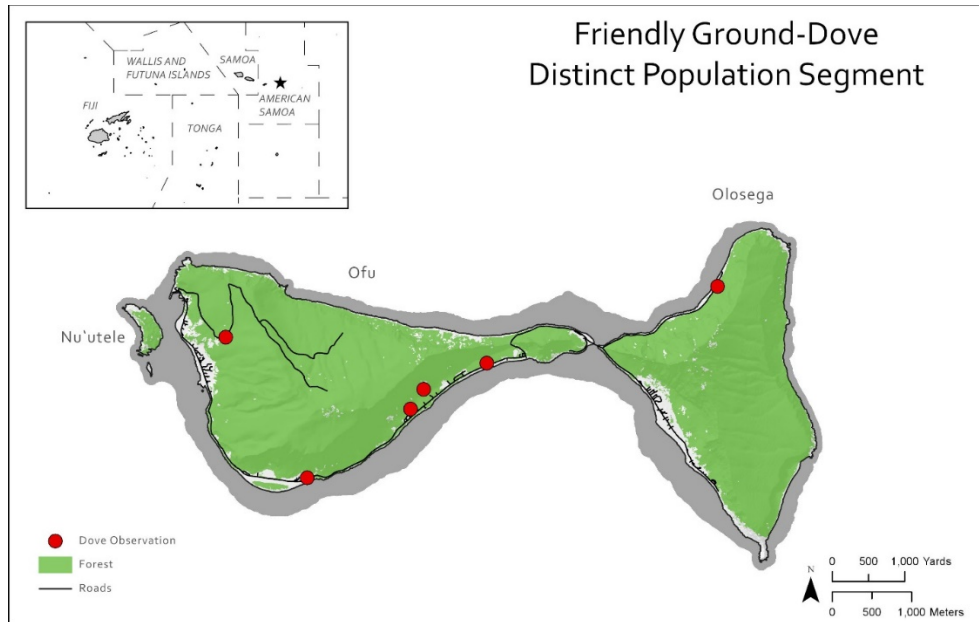 Friendly Ground-Dove
Distinct Population Segment
WALLIS AND
FUTUNA ISLANDS
SAMOA
AMERICAN
SAMOA
FIJI
TONGA
Olosega
Ofu
Nu‘utele
Dove Observation
Forest
Roads
N
0 500 1,000 Yards
0 500 1,000 Meters